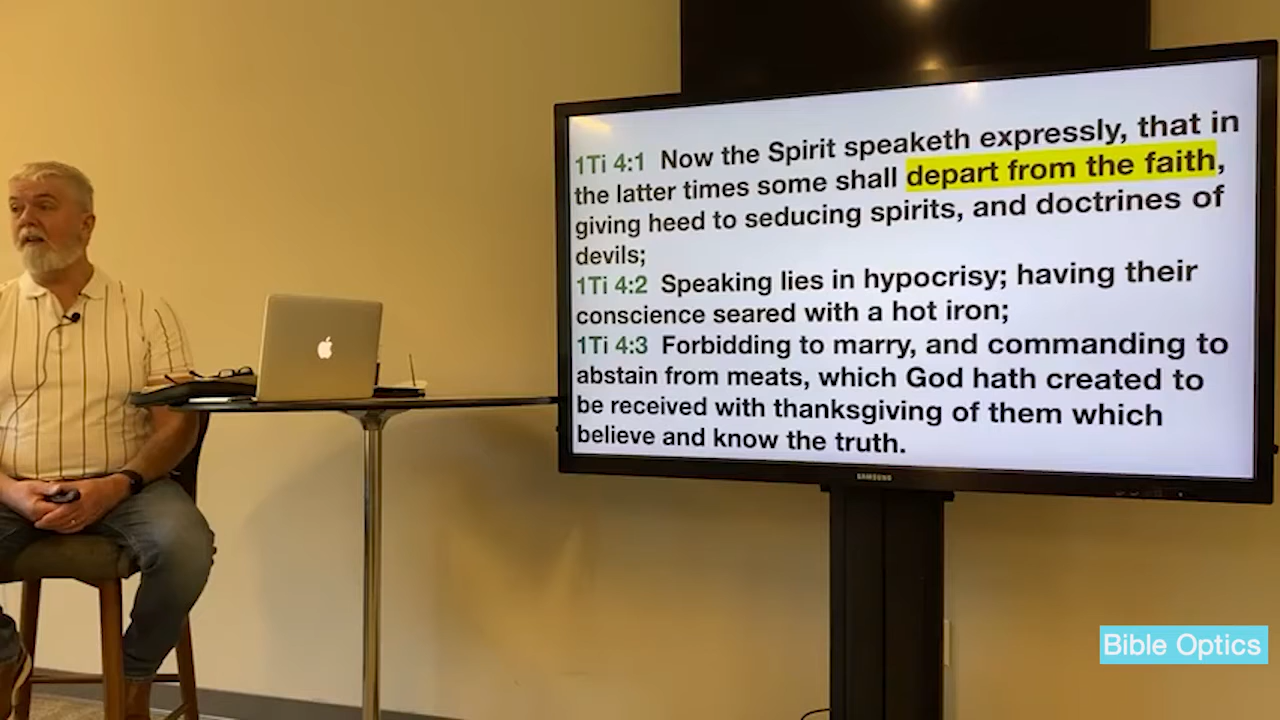 1Ti 4:1 Now the Spirit speaketh expressly, that in
the latter times some shall depart from the faith,
giving heed to seducing spirits, and doctrines of
devils;
1Ti 4:2 Speaking lies in hypocrisy; having their
conscience seared with a hot iron;
1Ti 4:3 Forbidding to marry, and commanding to
abstain from meats, which God hath created to
be received with thanksgiving of them which
believe and know the truth.
SAMSUNG
Bible Optics